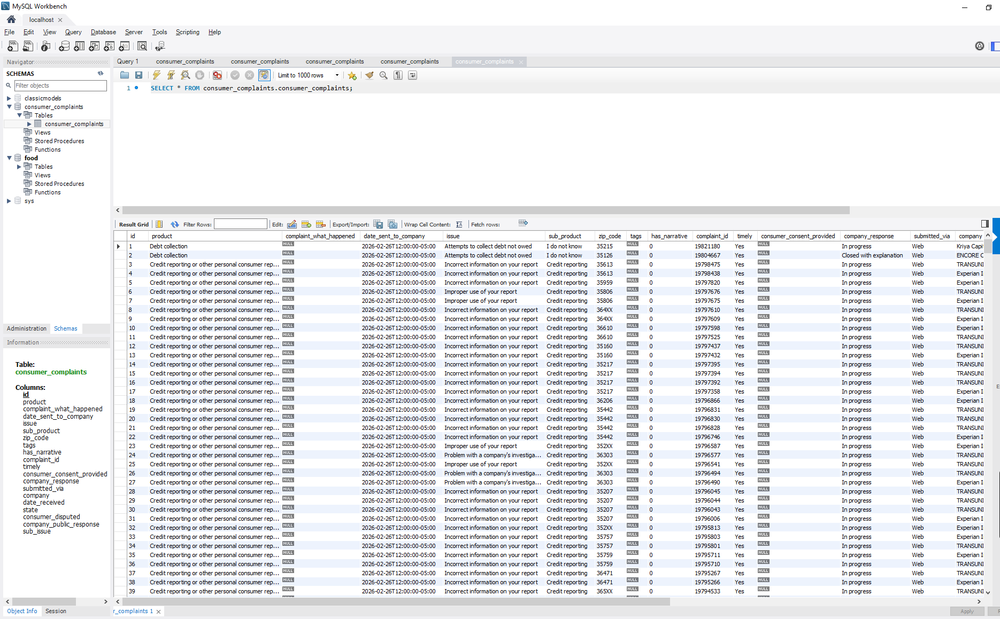 MySQL Workbench
localhost
File Edit View Query Database Server Tools Scripting Help
Navigator
SCHEMAS
Filter objects
classicmodels
consumer_complaints
Tables
consumer_complaints
Views
Stored Procedures
Functions
food
Tables
Views
Stored Procedures
Functions
sys
Administration Schemas
Information
Table:
consumer_complaints
Columns:
id
product
complaint_what_happened
date_sent_to_company
issue
sub_product
zip_code
tags
has_narrative
complaint_id
timely
consumer_consent_provided
company_response
submitted_via
company
date_received
state
consumer_disputed
company_public_response
sub_issue
Object Info Session
Query 1 consumer_complaints consumer_complaints consumer_complaints consumer_complaints consumer_complaints
Limit to 1000 rows
1 SELECT * FROM consumer_complaints.consumer_complaints;
Result Grid Filter Rows: Edit: Export/Import: Wrap Cell Content: Fetch rows:
id product complaint_what_happened date_sent_to_company issue sub_product zip_code tags has_narrative complaint_id timely consumer_consent_provided company_response submitted_via company
1 Debt collection NULL 2026-02-26T12:00:00-05:00 Attempts to collect debt not owed I do not know 35215 NULL 0 19821180 Yes NULL In progress Web Kriya Capi
2 Debt collection NULL 2026-02-26T12:00:00-05:00 Attempts to collect debt not owed I do not know 35126 NULL 0 19804667 Yes NULL Closed with explanation Web ENCORE C
3 Credit reporting or other personal consumer rep... NULL 2026-02-26T12:00:00-05:00 Incorrect information on your report Credit reporting 35613 NULL 0 19798475 Yes NULL In progress Web TRANSUNI
4 Credit reporting or other personal consumer rep... NULL 2026-02-26T12:00:00-05:00 Incorrect information on your report Credit reporting 35613 NULL 0 19798438 Yes NULL In progress Web Experian I
5 Credit reporting or other personal consumer rep... NULL 2026-02-26T12:00:00-05:00 Incorrect information on your report Credit reporting 35959 NULL 0 19797820 Yes NULL In progress Web Experian I
6 Credit reporting or other personal consumer rep... NULL 2026-02-26T12:00:00-05:00 Improper use of your report Credit reporting 35806 NULL 0 19797676 Yes NULL In progress Web TRANSUNI
7 Credit reporting or other personal consumer rep... NULL 2026-02-26T12:00:00-05:00 Improper use of your report Credit reporting 35806 NULL 0 19797675 Yes NULL In progress Web Experian I
8 Credit reporting or other personal consumer rep... NULL 2026-02-26T12:00:00-05:00 Incorrect information on your report Credit reporting 364XX NULL 0 19797610 Yes NULL In progress Web TRANSUNI
9 Credit reporting or other personal consumer rep... NULL 2026-02-26T12:00:00-05:00 Incorrect information on your report Credit reporting 364XX NULL 0 19797609 Yes NULL In progress Web Experian I
10 Credit reporting or other personal consumer rep... NULL 2026-02-26T12:00:00-05:00 Incorrect information on your report Credit reporting 36610 NULL 0 19797598 Yes NULL In progress Web Experian I
11 Credit reporting or other personal consumer rep... NULL 2026-02-26T12:00:00-05:00 Incorrect information on your report Credit reporting 36610 NULL 0 19797525 Yes NULL In progress Web TRANSUNI
12 Credit reporting or other personal consumer rep... NULL 2026-02-26T12:00:00-05:00 Incorrect information on your report Credit reporting 35160 NULL 0 19797437 Yes NULL In progress Web TRANSUNI
13 Credit reporting or other personal consumer rep... NULL 2026-02-26T12:00:00-05:00 Incorrect information on your report Credit reporting 35160 NULL 0 19797432 Yes NULL In progress Web Experian I
14 Credit reporting or other personal consumer rep... NULL 2026-02-26T12:00:00-05:00 Incorrect information on your report Credit reporting 35217 NULL 0 19797395 Yes NULL In progress Web TRANSUNI
15 Credit reporting or other personal consumer rep... NULL 2026-02-26T12:00:00-05:00 Incorrect information on your report Credit reporting 35217 NULL 0 19797394 Yes NULL In progress Web TRANSUNI
16 Credit reporting or other personal consumer rep... NULL 2026-02-26T12:00:00-05:00 Incorrect information on your report Credit reporting 35217 NULL 0 19797392 Yes NULL In progress Web TRANSUNI
17 Credit reporting or other personal consumer rep... NULL 2026-02-26T12:00:00-05:00 Incorrect information on your report Credit reporting 35217 NULL 0 19797358 Yes NULL In progress Web Experian I
18 Credit reporting or other personal consumer rep... NULL 2026-02-26T12:00:00-05:00 Incorrect information on your report Credit reporting 36206 NULL 0 19796866 Yes NULL In progress Web Experian I
19 Credit reporting or other personal consumer rep... NULL 2026-02-26T12:00:00-05:00 Incorrect information on your report Credit reporting 35442 NULL 0 19796831 Yes NULL In progress Web TRANSUNI
20 Credit reporting or other personal consumer rep... NULL 2026-02-26T12:00:00-05:00 Incorrect information on your report Credit reporting 35442 NULL 0 19796830 Yes NULL In progress Web TRANSUNI
21 Credit reporting or other personal consumer rep... NULL 2026-02-26T12:00:00-05:00 Incorrect information on your report Credit reporting 35442 NULL 0 19796828 Yes NULL In progress Web TRANSUNI
22 Credit reporting or other personal consumer rep... NULL 2026-02-26T12:00:00-05:00 Incorrect information on your report Credit reporting 35442 NULL 0 19796746 Yes NULL In progress Web Experian I
23 Credit reporting or other personal consumer rep... NULL 2026-02-26T12:00:00-05:00 Improper use of your report Credit reporting 352XX NULL 0 19796587 Yes NULL In progress Web Experian I
24 Credit reporting or other personal consumer rep... NULL 2026-02-26T12:00:00-05:00 Problem with a company's investiga... Credit reporting 36303 NULL 0 19796577 Yes NULL In progress Web TRANSUNI
25 Credit reporting or other personal consumer rep... NULL 2026-02-26T12:00:00-05:00 Improper use of your report Credit reporting 352XX NULL 0 19796541 Yes NULL In progress Web TRANSUNI
26 Credit reporting or other personal consumer rep... NULL 2026-02-26T12:00:00-05:00 Problem with a company's investiga... Credit reporting 36303 NULL 0 19796494 Yes NULL In progress Web TRANSUNI
27 Credit reporting or other personal consumer rep... NULL 2026-02-26T12:00:00-05:00 Problem with a company's investiga... Credit reporting 36303 NULL 0 19796490 Yes NULL In progress Web Experian I
28 Credit reporting or other personal consumer rep... NULL 2026-02-26T12:00:00-05:00 Incorrect information on your report Credit reporting 35207 NULL 0 19796045 Yes NULL In progress Web TRANSUNI
29 Credit reporting or other personal consumer rep... NULL 2026-02-26T12:00:00-05:00 Incorrect information on your report Credit reporting 35207 NULL 0 19796044 Yes NULL In progress Web TRANSUNI
30 Credit reporting or other personal consumer rep... NULL 2026-02-26T12:00:00-05:00 Incorrect information on your report Credit reporting 35207 NULL 0 19796043 Yes NULL In progress Web TRANSUNI
31 Credit reporting or other personal consumer rep... NULL 2026-02-26T12:00:00-05:00 Incorrect information on your report Credit reporting 35207 NULL 0 19796006 Yes NULL In progress Web Experian I
32 Credit reporting or other personal consumer rep... NULL 2026-02-26T12:00:00-05:00 Incorrect information on your report Credit reporting 352XX NULL 0 19795813 Yes NULL In progress Web Experian I
33 Credit reporting or other personal consumer rep... NULL 2026-02-26T12:00:00-05:00 Incorrect information on your report Credit reporting 35757 NULL 0 19795803 Yes NULL In progress Web Experian I
34 Credit reporting or other personal consumer rep... NULL 2026-02-26T12:00:00-05:00 Incorrect information on your report Credit reporting 35757 NULL 0 19795801 Yes NULL In progress Web TRANSUNI
35 Credit reporting or other personal consumer rep... NULL 2026-02-26T12:00:00-05:00 Incorrect information on your report Credit reporting 35759 NULL 0 19795711 Yes NULL In progress Web Experian I
36 Credit reporting or other personal consumer rep... NULL 2026-02-26T12:00:00-05:00 Incorrect information on your report Credit reporting 35759 NULL 0 19795710 Yes NULL In progress Web TRANSUNI
37 Credit reporting or other personal consumer rep... NULL 2026-02-26T12:00:00-05:00 Incorrect information on your report Credit reporting 36471 NULL 0 19795267 Yes NULL In progress Web TRANSUNI
38 Credit reporting or other personal consumer rep... NULL 2026-02-26T12:00:00-05:00 Incorrect information on your report Credit reporting 36471 NULL 0 19795266 Yes NULL In progress Web Experian I
39 Credit reporting or other personal consumer rep... NULL 2026-02-26T12:00:00-05:00 Incorrect information on your report Credit reporting 365XX NULL 0 19794533 Yes NULL In progress Web TRANSUNI
r_complaints 1
Apply